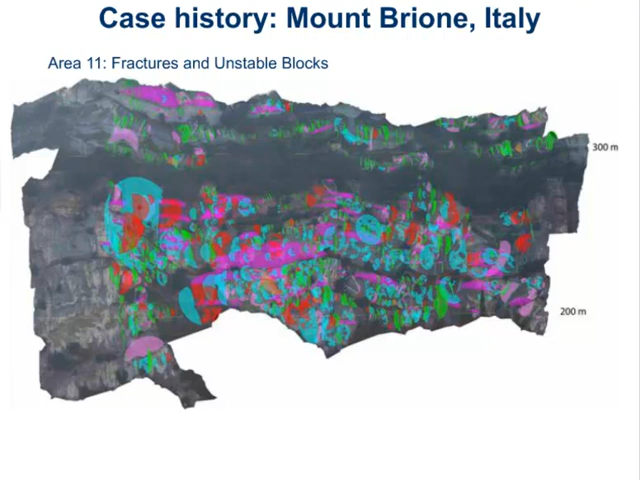 Case history: Mount Brione, Italy
Area 11: Fractures and Unstable Blocks
300 m
200 m